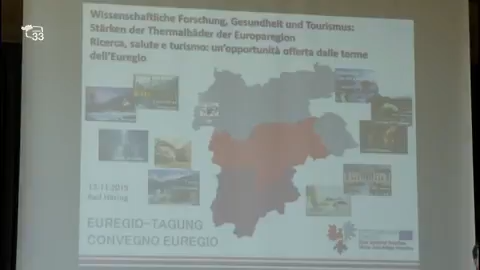 33
Wissenschaftliche Forschung, Gesundheit und Tourismus:
Stärken der Thermalbäder der Europaregion
Ricerca, salute e turismo: un'opportunità offerta dalle terme
dell'Euregio
EUREGIO-TAGUNG
CONVEGNO EUREGIO